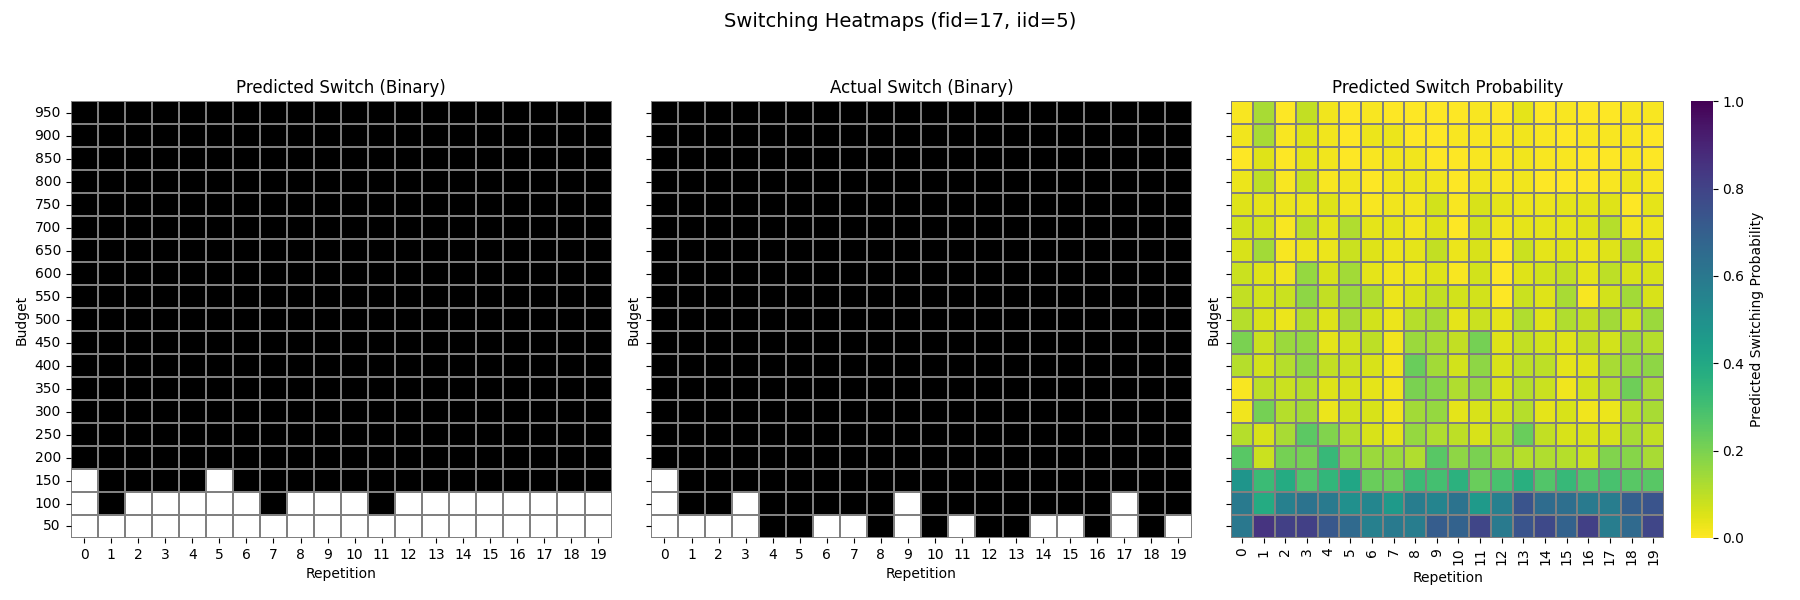 Switching Heatmaps (fid=17, iid=5)
Predicted Switch (Binary)
Budget
950
900
850
800
750
700
650
600
550
500
450
400
350
300
250
200
150
100
50
0 1 2 3 4 5 6 7 8 9 10 11 12 13 14 15 16 17 18 19
Repetition
Actual Switch (Binary)
Budget
0 1 2 3 4 5 6 7 8 9 10 11 12 13 14 15 16 17 18 19
Repetition
Predicted Switch Probability
Budget
0 1 2 3 4 5 6 7 8 9 10 11 12 13 14 15 16 17 18 19
Repetition
1.0
0.8
0.6
0.4
0.2
0.0
Predicted Switching Probability